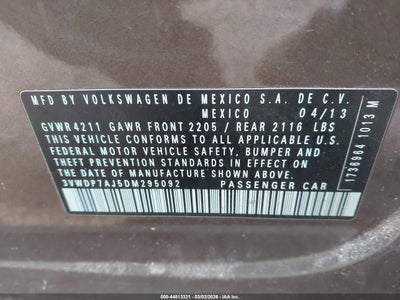 MFD BY VOLKSWAGEN DE MEXICO S.A. DE C.V.
MEXICO 04/13
GVWR 4211 GAWR FRONT 2205 / REAR 2116 LBS
THIS VEHICLE CONFORMS TO ALL APPLICABLE U.S.
FEDERAL MOTOR VEHICLE SAFETY, BUMPER AND
THEFT PREVENTION STANDARDS IN EFFECT ON
THE DATE OF MANUFACTURE SHOWN ABOVE.
3VWDP7AJ5DM295092 PASSENGER CAR
1736964 1013 M
000-44613321 - 03/02/2026 - IAA Inc.